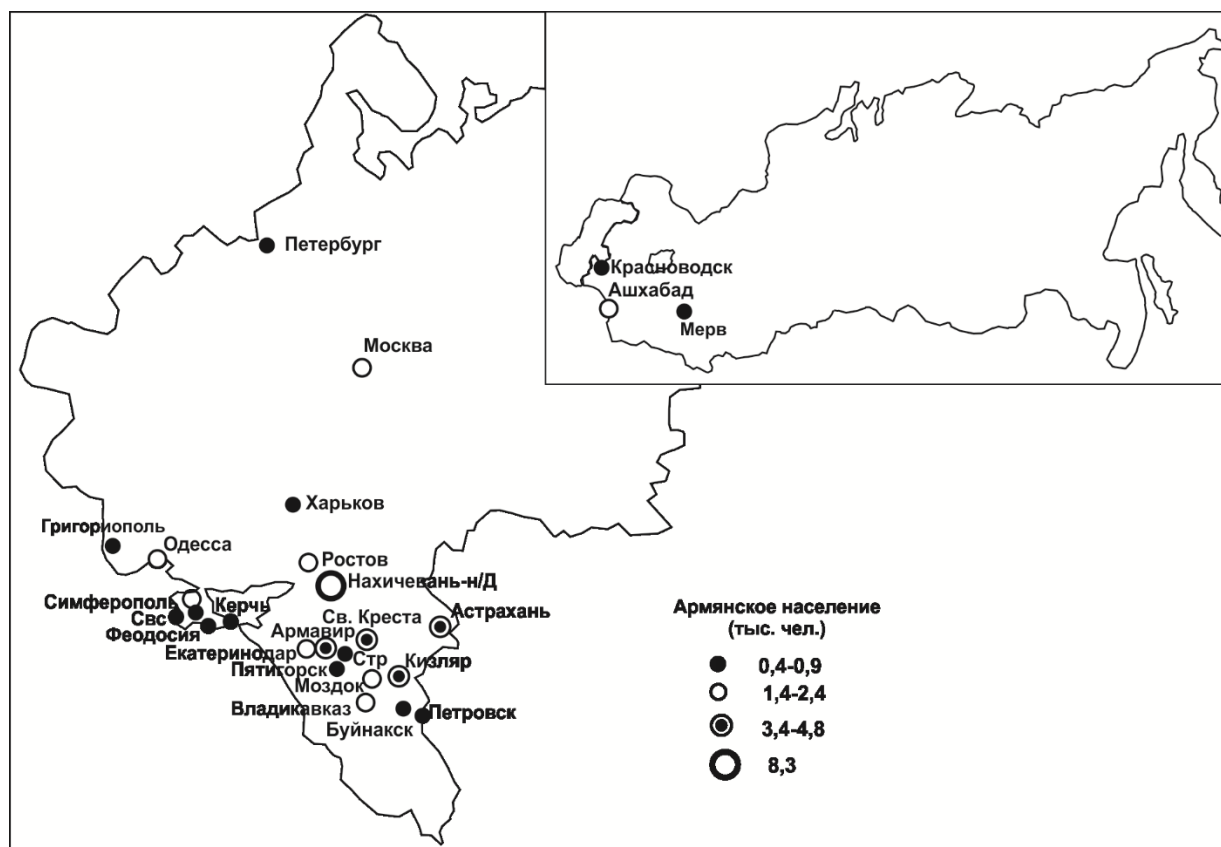 Петербург
Москва
Харьков
Григориополь
Одесса
Ростов
Нахичевань-н/Д
Симферополь
Свс
Феодосия
Керчь
Св. Креста
Астрахань
Армавир
Екатеринодар
Пятигорск
Стр
Кизляр
Моздок
Владикавказ
Петровск
Буйнакск
Красноводск
Ашхабад
Мерв
Армянское население
(тыс. чел.)
0,4-0,9
1,4-2,4
3,4-4,8
8,3